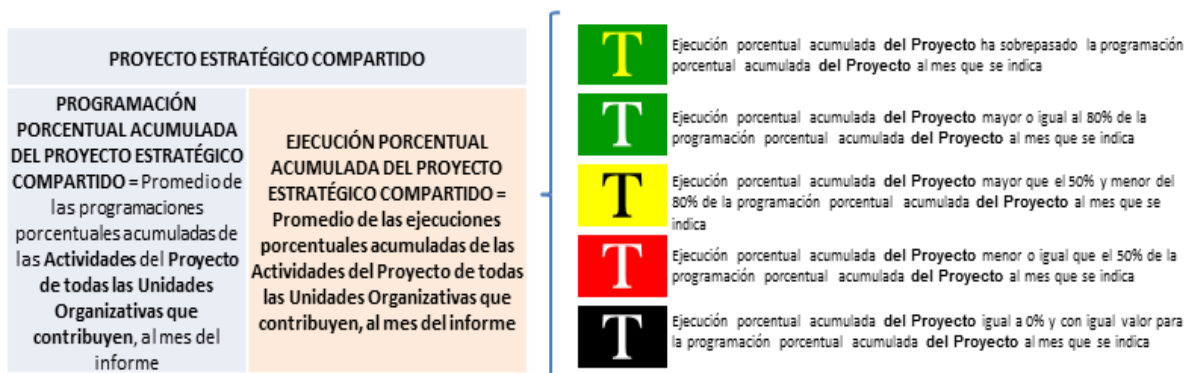 PROYECTO ESTRATÉGICO COMPARTIDO
PROGRAMACIÓN
PORCENTUAL ACUMULADA
DEL PROYECTO ESTRATÉGICO
COMPARTIDO = Promedio de
las programaciones
porcentuales acumuladas de
las Actividades del Proyecto
de todas las Unidades
Organizativas que
contribuyen, al mes del
informe
EJECUCIÓN PORCENTUAL
ACUMULADA DEL PROYECTO
ESTRATÉGICO COMPARTIDO =
Promedio de las ejecuciones
porcentuales acumuladas de las
Actividades del Proyecto de todas
las Unidades Organizativas que
contribuyen, al mes del informe
T
Ejecución porcentual acumulada del Proyecto ha sobrepasado la programación
porcentual acumulada del Proyecto al mes que se indica
T
Ejecución porcentual acumulada del Proyecto mayor o igual al 80% de la
programación porcentual acumulada del Proyecto al mes que se indica
T
Ejecución porcentual acumulada del Proyecto mayor que el 50% y menor del
80% de la programación porcentual acumulada del Proyecto al mes que se
indica
T
Ejecución porcentual acumulada del Proyecto menor o igual que el 50% de la
programación porcentual acumulada del Proyecto al mes que se indica
T
Ejecución porcentual acumulada del Proyecto igual a 0% y con igual valor para
la programación porcentual acumulada del Proyecto al mes que se indica